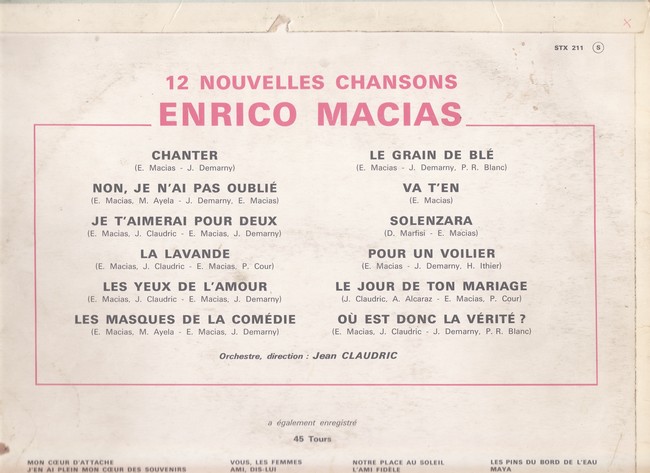 STX 211 S
12 NOUVELLES CHANSONS
ENRICO MACIAS
CHANTER
(E. Macias - J. Demarny)
NON, JE N'AI PAS OUBLIÉ
(E. Macias, M. Ayela - J. Demarny, E. Macias)
JE T'AIMERAI POUR DEUX
(E. Macias, J. Claudric - E. Macias, J. Demarny)
LA LAVANDE
(E. Macias, J. Claudric - E. Macias, P. Cour)
LES YEUX DE L'AMOUR
(E. Macias, J. Claudric - E. Macias, J. Demarny)
LES MASQUES DE LA COMÉDIE
(E. Macias, M. Ayela - E. Macias, J. Demarny)
LE GRAIN DE BLÉ
(E. Macias - J. Demarny, P. R. Blanc)
VA T'EN
(E. Macias)
SOLENZARA
(D. Marfisi - E. Macias)
POUR UN VOILIER
(E. Macias - J. Demarny, H. Ithier)
LE JOUR DE TON MARIAGE
(J. Claudric, A. Alcaraz - E. Macias, P. Cour)
OÙ EST DONC LA VÉRITÉ ?
(E. Macias, J. Claudric - J. Demarny, P. R. Blanc)
Orchestre, direction : Jean CLAUDRIC
a également enregistré
45 Tours
MON CŒUR D'ATTACHE
J'EN AI PLEIN MON CŒUR DES SOUVENIRS
VOUS, LES FEMMES
AMI, DIS-LUI
NOTRE PLACE AU SOLEIL
L'AMI FIDÈLE
LES PINS DU BORD DE L'EAU
MAYA